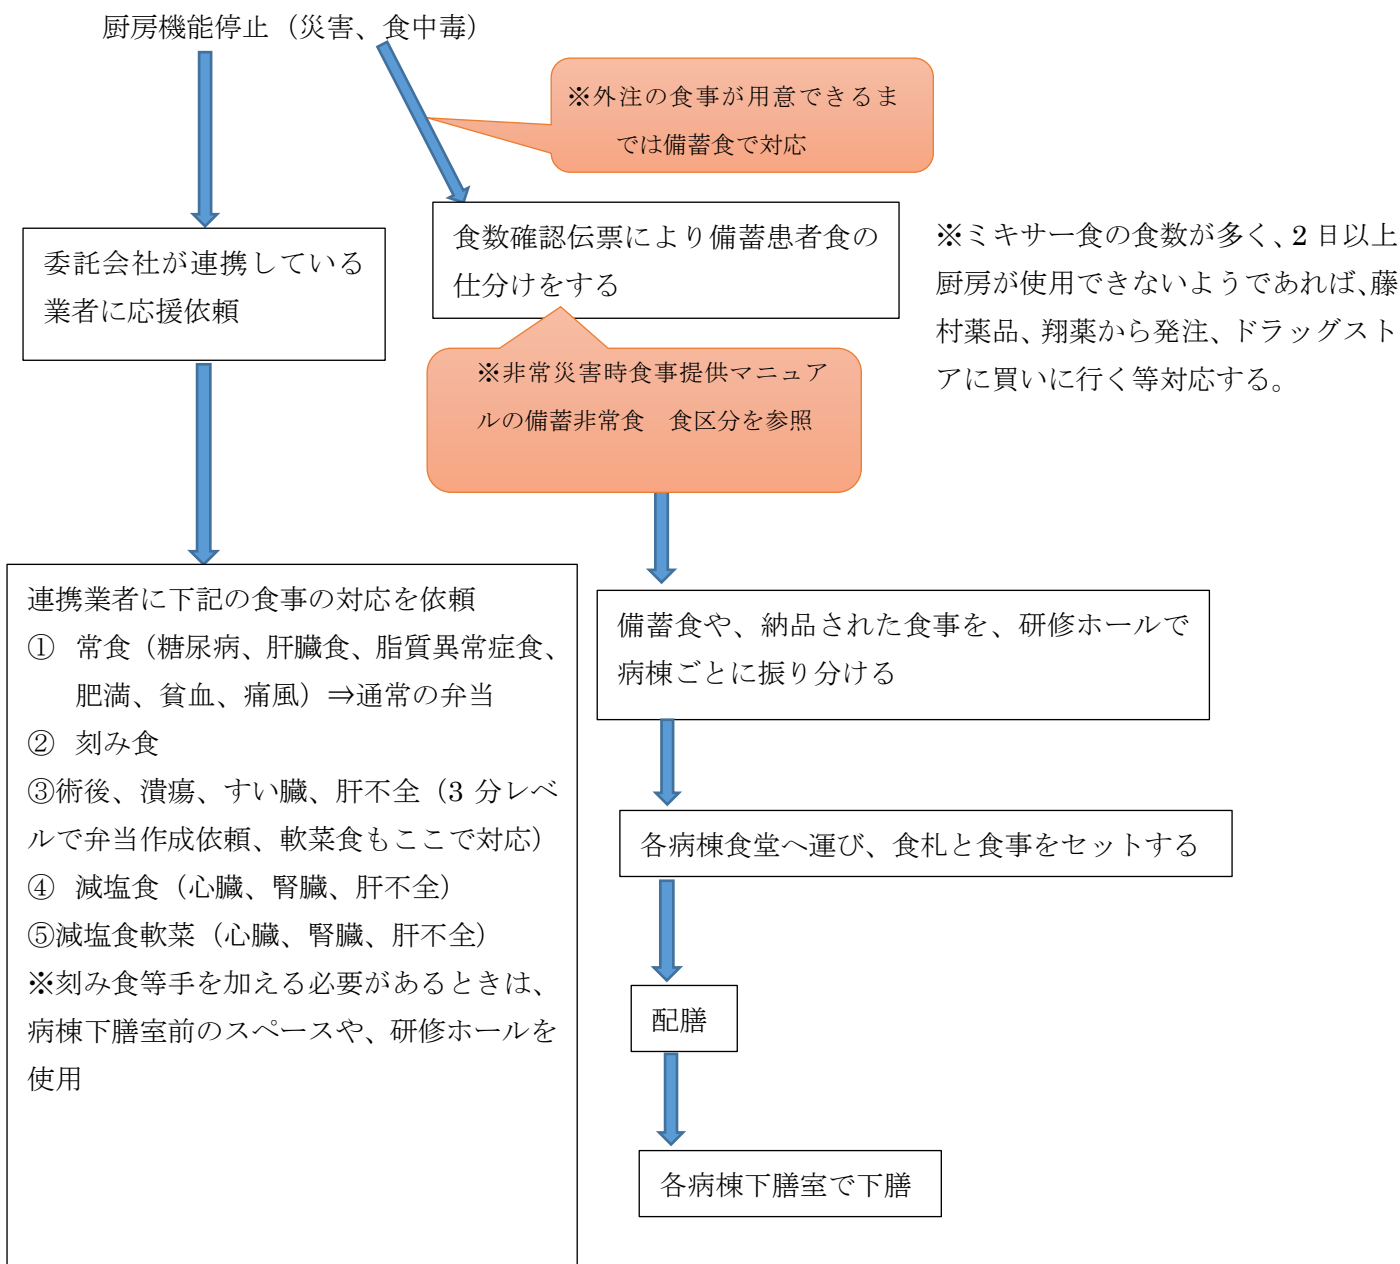 厨房機能停止（災害、食中毒）
※外注の食事が用意できるま
では備蓄食で対応
委託会社が連携している
業者に応援依頼
食数確認伝票により備蓄患者食の
仕分けをする
※ミキサー食の食数が多く、2 日以上
厨房が使用できないようであれば、藤
村薬品、翔薬から発注、ドラッグスト
アに買いに行く等対応する。
※非常災害時食事提供マニュア
ルの備蓄非常食　食区分を参照
連携業者に下記の食事の対応を依頼
①　常食（糖尿病、肝臓食、脂質異常症食、
肥満、貧血、痛風）⇒通常の弁当
②　刻み食
③術後、潰瘍、すい臓、肝不全（3 分レベ
ルで弁当作成依頼、軟菜食もここで対応）
④　減塩食（心臓、腎臓、肝不全）
⑤減塩食軟菜（心臓、腎臓、肝不全）
※刻み食等手を加える必要があるときは、
病棟下膳室前のスペースや、研修ホールを
使用
備蓄食や、納品された食事を、研修ホールで
病棟ごとに振り分ける
各病棟食堂へ運び、食札と食事をセットする
配膳
各病棟下膳室で下膳